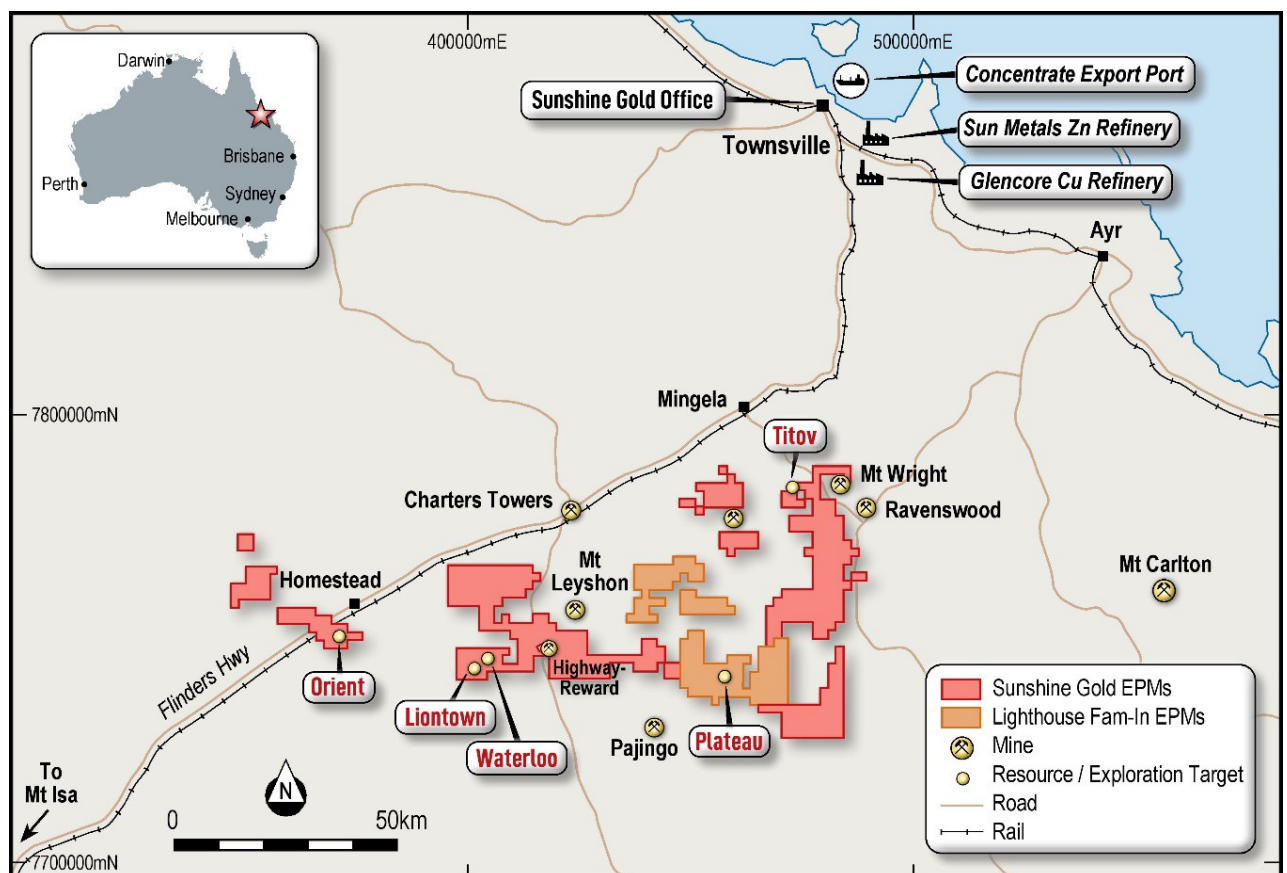 400000mE
500000mE
Darwin
Brisbane
Perth
Sydney
Melbourne
Concentrate Export Port
Sunshine Gold Office
Sun Metals Zn Refinery
Townsville
Glencore Cu Refinery
Ayr
7800000mN
Mingela
Titov
Mt Wright
Charters Towers
Ravenswood
Mt
Leyshon
Mt Carlton
Homestead
Highway-
Reward
Orient
Flinders Hwy
Liontown
Waterloo
Pajingo
Plateau
To
Mt Isa
N
0
50km
Sunshine Gold EPMs
Lighthouse Fam-In EPMs
Mine
Resource / Exploration Target
Road
Rail
7700000mN